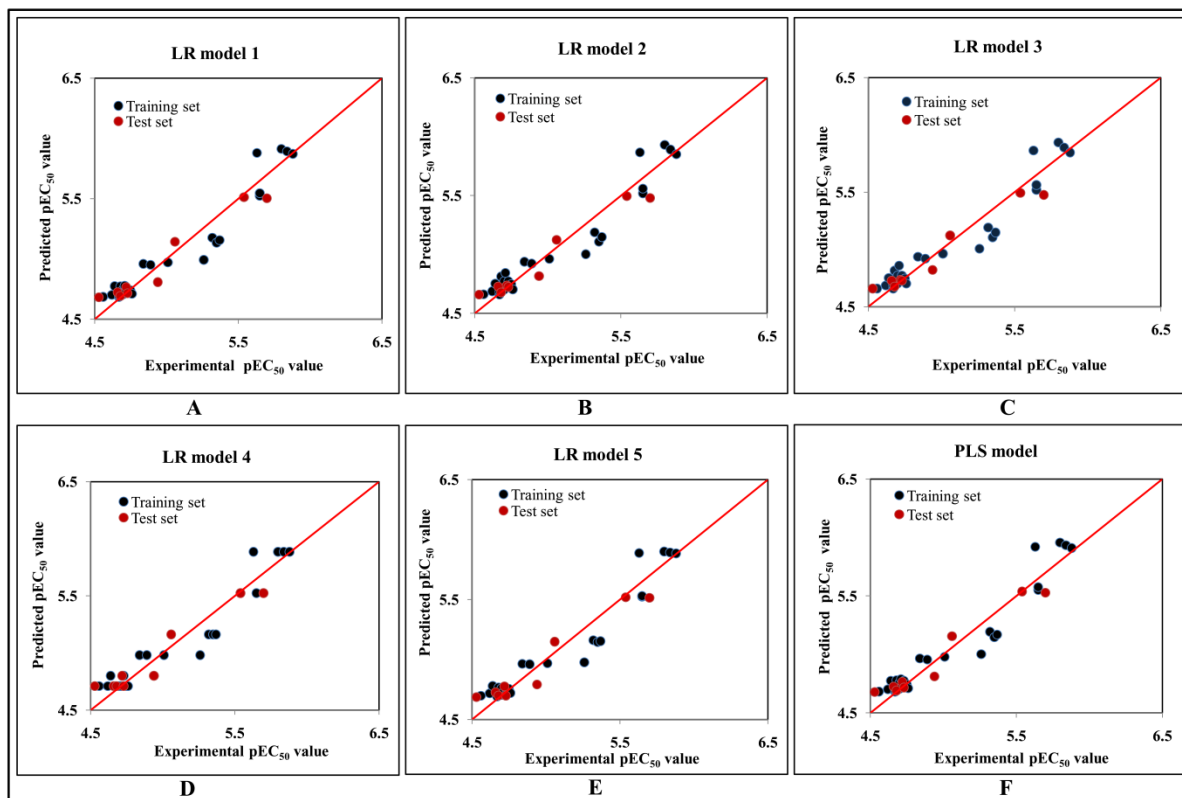 LR model 1
6.5
Training set
Test set
Predicted pEC50 value
5.5
4.5
4.5 5.5 6.5
Experimental pEC50 value
A
LR model 2
6.5
Training set
Test set
Predicted pEC50 value
5.5
4.5
4.5 5.5 6.5
Experimental pEC50 value
B
LR model 3
6.5
Training set
Test set
Predicted pEC50 value
5.5
4.5
4.5 5.5 6.5
Experimental pEC50 value
C
LR model 4
6.5
Training set
Test set
Predicted pEC50 value
5.5
4.5
4.5 5.5 6.5
Experimental pEC50 value
D
LR model 5
6.5
Training set
Test set
Predicted pEC50 value
5.5
4.5
4.5 5.5 6.5
Experimental pEC50 value
E
PLS model
6.5
Training set
Test set
Predicted pEC50 value
5.5
4.5
4.5 5.5 6.5
Experimental pEC50 value
F